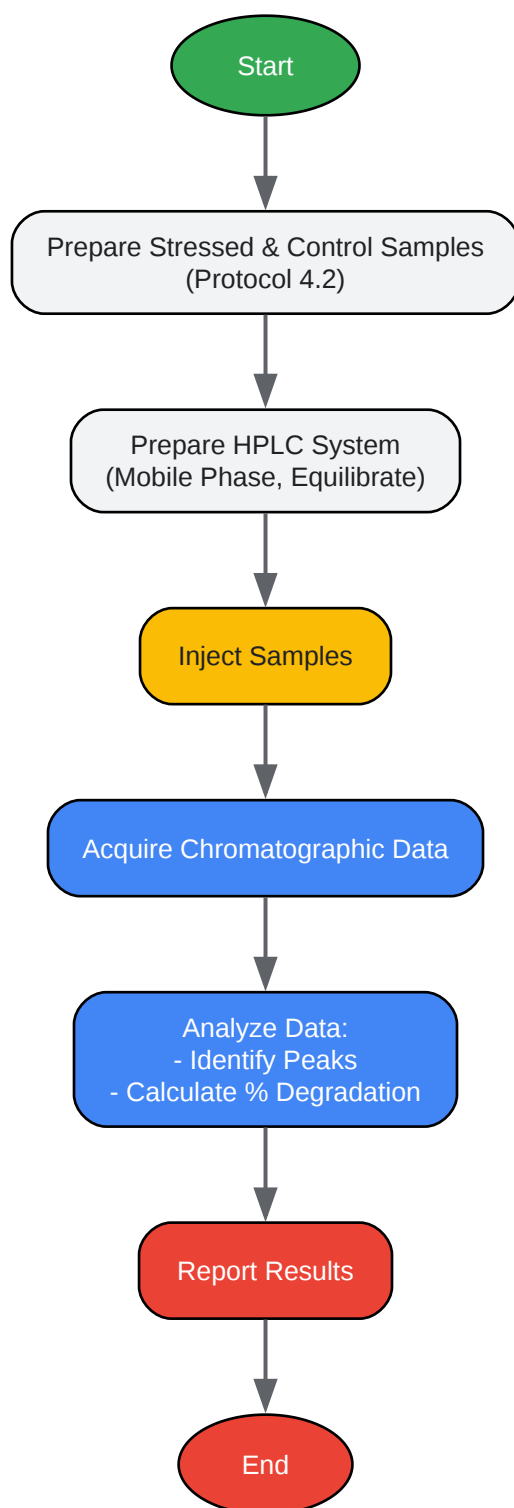 Start
Prepare Stressed & Control Samples
(Protocol 4.2)
Prepare HPLC System
(Mobile Phase, Equilibrate)
Inject Samples
Acquire Chromatographic Data
Analyze Data:
- Identify Peaks
- Calculate % Degradation
Report Results
End